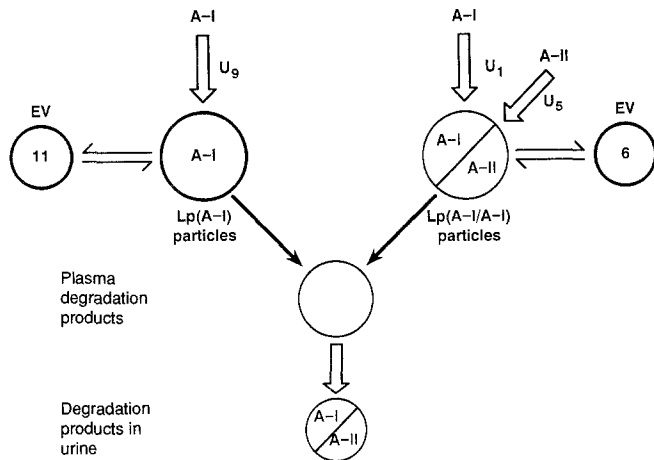 A–I
U9
EV
11
A–I
Lp(A–I)
particles
A–I
U1
A–II
U5
EV
A–I
A–II
6
Lp(A–I/A–I)
particles
Plasma
degradation
products
Degradation
products in
urine
A–I
A–II